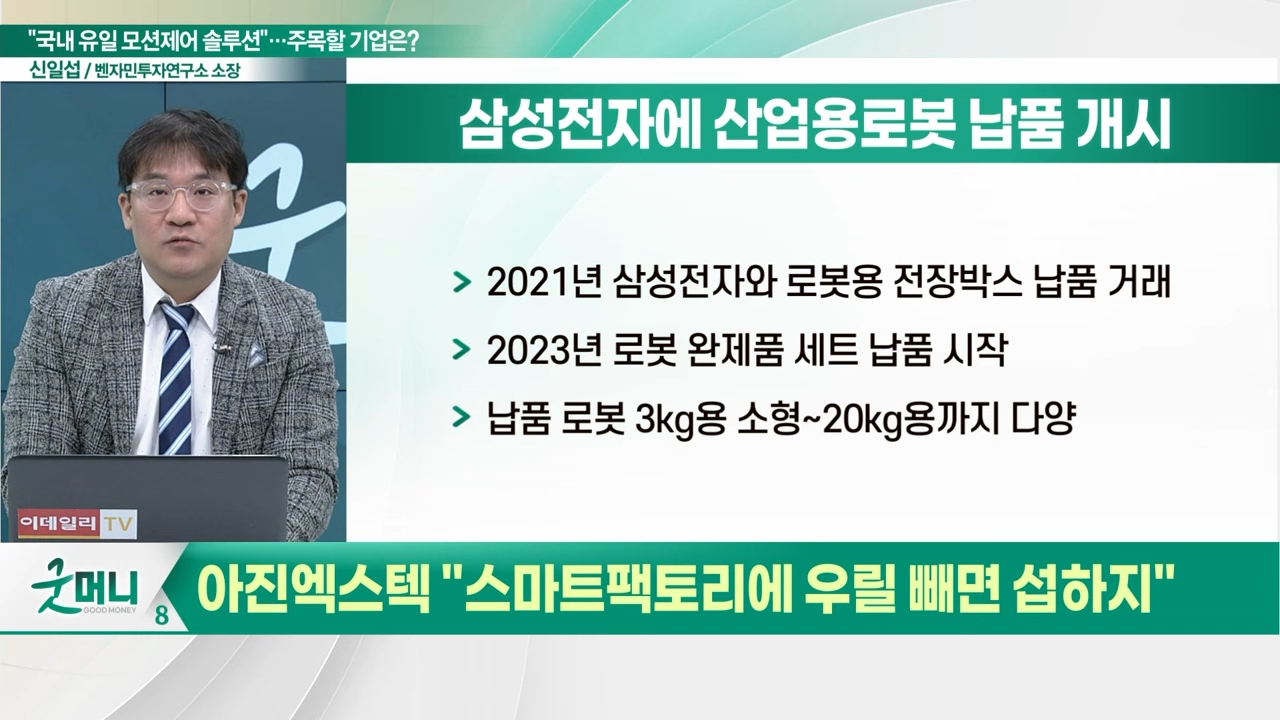 "국내 유일 모션제어 솔루션"…주목할 기업은?
신일섭 / 벤자민투자연구소 소장
삼성전자에 산업용로봇 납품 개시
> 2021년 삼성전자와 로봇용 전장박스 납품 거래
> 2023년 로봇 완제품 세트 납품 시작
> 납품 로봇 3kg용 소형~20kg용까지 다양
이데일리 TV
굿머니
GOOD MONEY
8
아진엑스텍 "스마트팩토리에 우릴 빼면 섭하지"